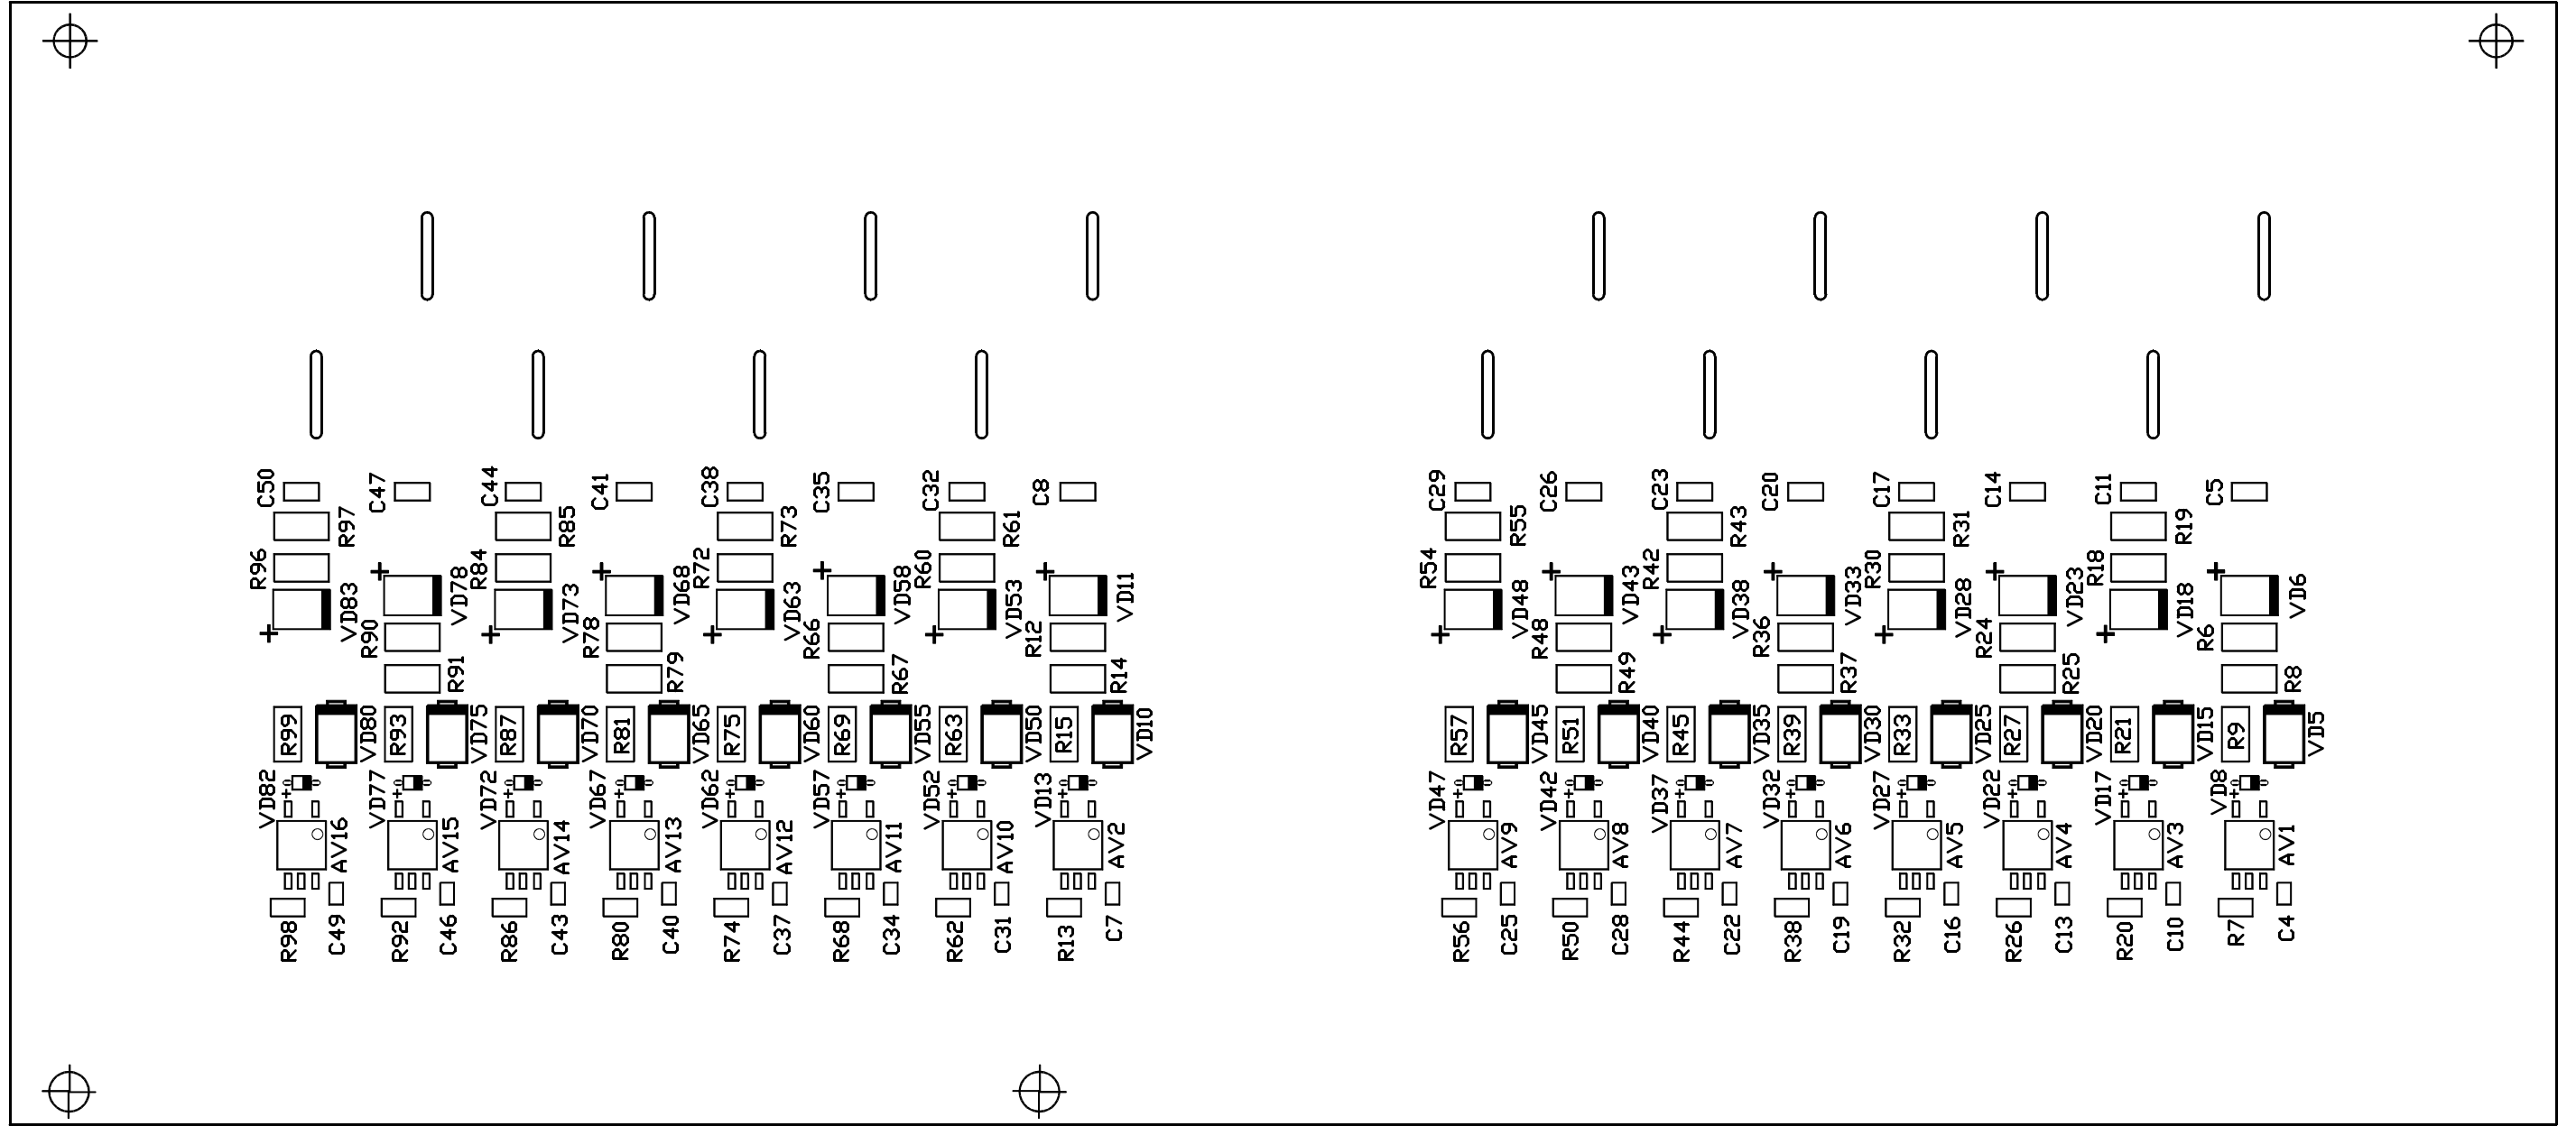 C50 C47 C44 C41 C38 C35 C32 C8 C29 C26 C23 C20 C17 C14 C11 C5
R97 R85 R73 R61 R55 R43 R31 R19
R96 R84 R72 R60 R54 R42 R30 R18
+ + + + + + + +
VD83 VD78 VD73 VD68 VD63 VD58 VD53 VD11 VD48 VD43 VD38 VD33 VD28 VD23 VD18 VD6
+ + + + + + + +
R90 R78 R66 R12 R48 R36 R24 R6
R91 R79 R67 R14 R49 R37 R25 R8
R99 VD80 R93 VD75 R87 VD70 R81 VD65 R75 VD60 R69 VD55 R63 VD50 R15 VD10 R57 VD45 R51 VD40 R45 VD35 R39 VD30 R33 VD25 R27 VD20 R21 VD15 R9 VD5
VD82 + VD77 + VD72 + VD67 + VD62 + VD57 + VD52 + VD13 + VD47 + VD42 + VD37 + VD32 + VD27 + VD22 + VD17 + VD8 +
AV16 AV15 AV14 AV13 AV12 AV11 AV10 AV2 AV9 AV8 AV7 AV6 AV5 AV4 AV3 AV1
R98 C49 R92 C46 R86 C43 R80 C40 R74 C37 R68 C34 R62 C31 R13 C7 R56 C25 R50 C28 R44 C22 R38 C19 R32 C16 R26 C13 R20 C10 R7 C4